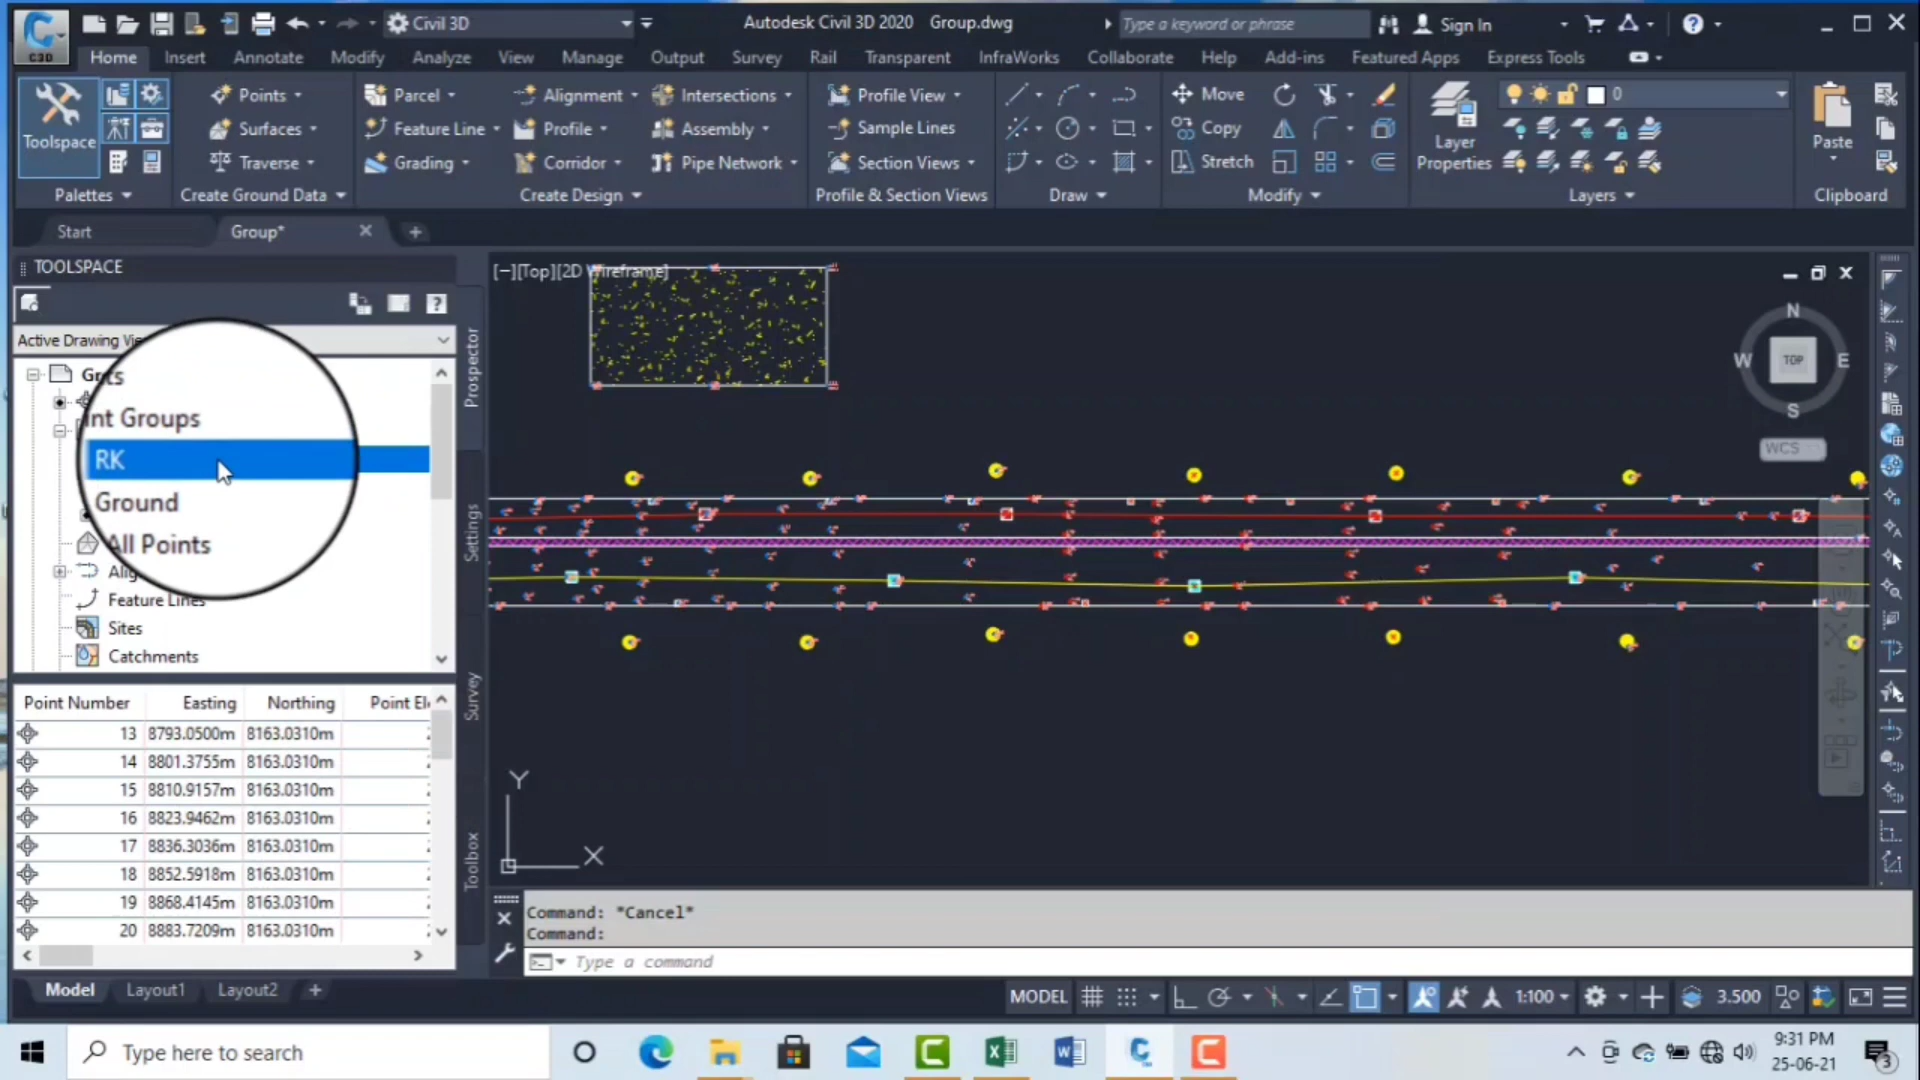 C3D
Civil 3D
Autodesk Civil 3D 2020 Group.dwg
Type a keyword or phrase
Sign In
Home Insert Annotate Modify Analyze View Manage Output Survey Rail Transparent InfraWorks Collaborate Help Add-ins Featured Apps Express Tools
Toolspace
Points
Surfaces
Traverse
Parcel
Feature Line
Grading
Alignment
Profile
Corridor
Intersections
Assembly
Pipe Network
Profile View
Sample Lines
Section Views
Move
Copy
Stretch
Layer
Properties
0
Paste
Palettes
Create Ground Data
Create Design
Profile & Section Views
Draw
Modify
Layers
Clipboard
Start
Group*
TOOLSPACE
Active Drawing
int Groups
RK
Ground
All Points
Feature Lines
Sites
Catchments
Prospector
Settings
Survey
Toolbox
Point Number Easting Northing
13 8793.0500m 8163.0310m
14 8801.3755m 8163.0310m
15 8810.9157m 8163.0310m
16 8823.9462m 8163.0310m
17 8836.3036m 8163.0310m
18 8852.5918m 8163.0310m
19 8868.4145m 8163.0310m
20 8883.7209m 8163.0310m
[−][Top][2D Wireframe]
N
W TOP E
S
WCS
Y
X
Command: *Cancel*
Command:
Type a command
Model Layout1 Layout2
MODEL
1:100
3.500
Type here to search
9:31 PM
25-06-21
3